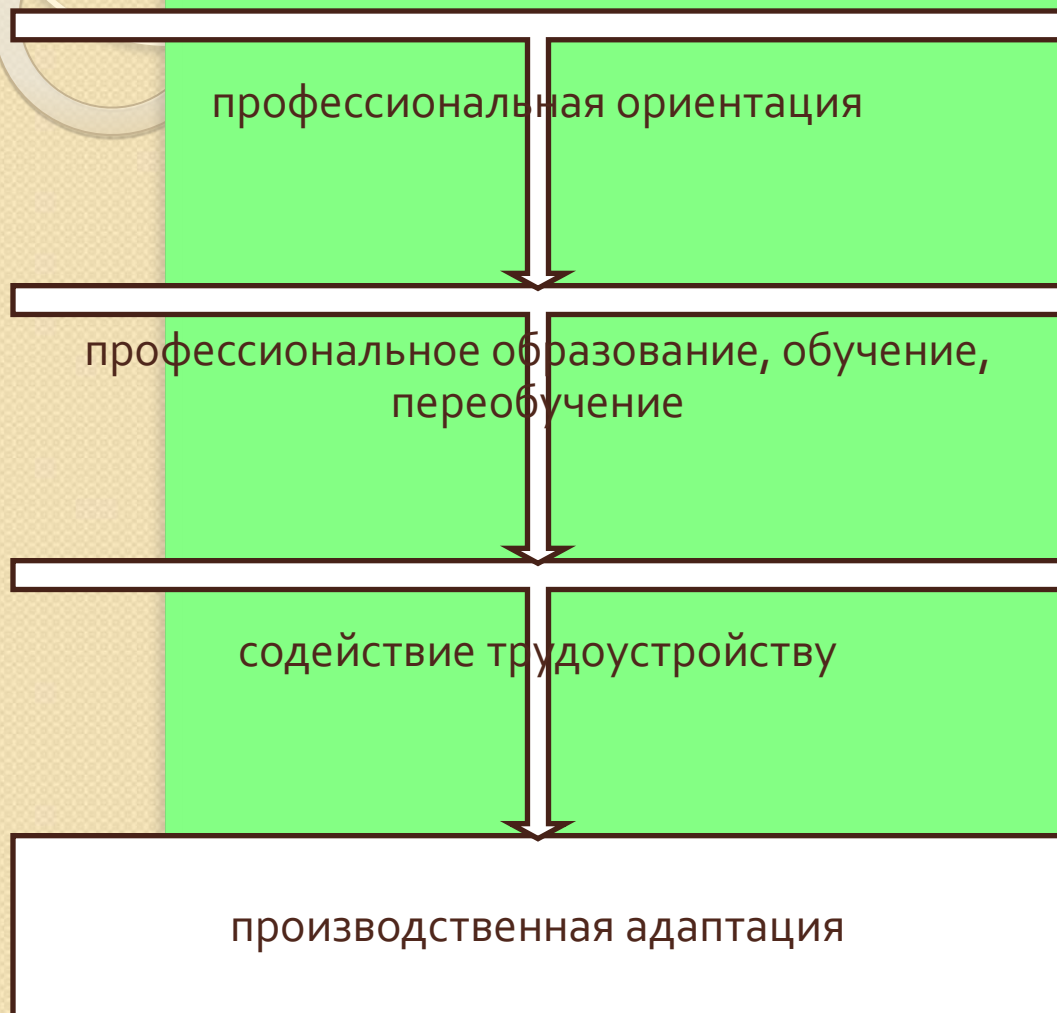 профессиональная ориентация
профессиональное образование, обучение,
переобучение
содействие трудоустройству
производственная адаптация